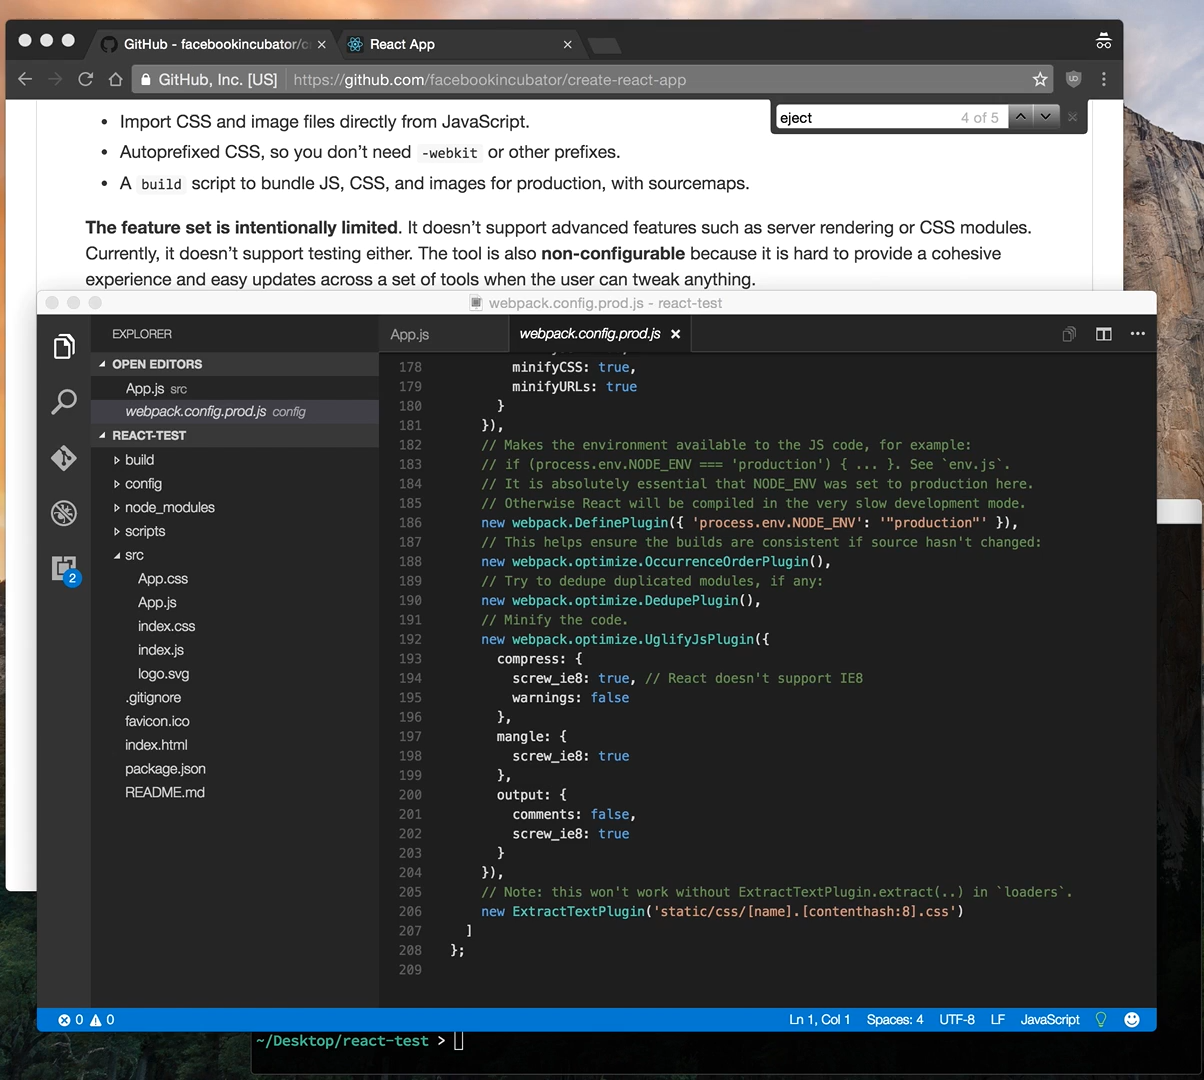 GitHub - facebookincubator/c
React App
GitHub, Inc. [US]
https://github.com/facebookincubator/create-react-app
eject
4 of 5
• Import CSS and image files directly from JavaScript.
• Autoprefixed CSS, so you don’t need -webkit or other prefixes.
• A build script to bundle JS, CSS, and images for production, with sourcemaps.
The feature set is intentionally limited. It doesn’t support advanced features such as server rendering or CSS modules.
Currently, it doesn’t support testing either. The tool is also non-configurable because it is hard to provide a cohesive
experience and easy updates across a set of tools when the user can tweak anything.
webpack.config.prod.js - react-test
EXPLORER
OPEN EDITORS
App.js src
webpack.config.prod.js config
REACT-TEST
build
config
node_modules
scripts
src
App.css
App.js
index.css
index.js
logo.svg
.gitignore
favicon.ico
index.html
package.json
README.md
2
App.js
webpack.config.prod.js
178 minifyCSS: true,
179 minifyURLs: true
180 }
181 }),
182 // Makes the environment available to the JS code, for example:
183 // if (process.env.NODE_ENV === 'production') { ... }. See `env.js`.
184 // It is absolutely essential that NODE_ENV was set to production here.
185 // Otherwise React will be compiled in the very slow development mode.
186 new webpack.DefinePlugin({ 'process.env.NODE_ENV': '"production"' }),
187 // This helps ensure the builds are consistent if source hasn't changed:
188 new webpack.optimize.OccurrenceOrderPlugin(),
189 // Try to dedupe duplicated modules, if any:
190 new webpack.optimize.DedupePlugin(),
191 // Minify the code.
192 new webpack.optimize.UglifyJsPlugin({
193 compress: {
194 screw_ie8: true, // React doesn't support IE8
195 warnings: false
196 },
197 mangle: {
198 screw_ie8: true
199 },
200 output: {
201 comments: false,
202 screw_ie8: true
203 }
204 }),
205 // Note: this won't work without ExtractTextPlugin.extract(..) in `loaders`.
206 new ExtractTextPlugin('static/css/[name].[contenthash:8].css')
207 ]
208 };
209
0 0
Ln 1, Col 1 Spaces: 4 UTF-8 LF JavaScript
~/Desktop/react-test >